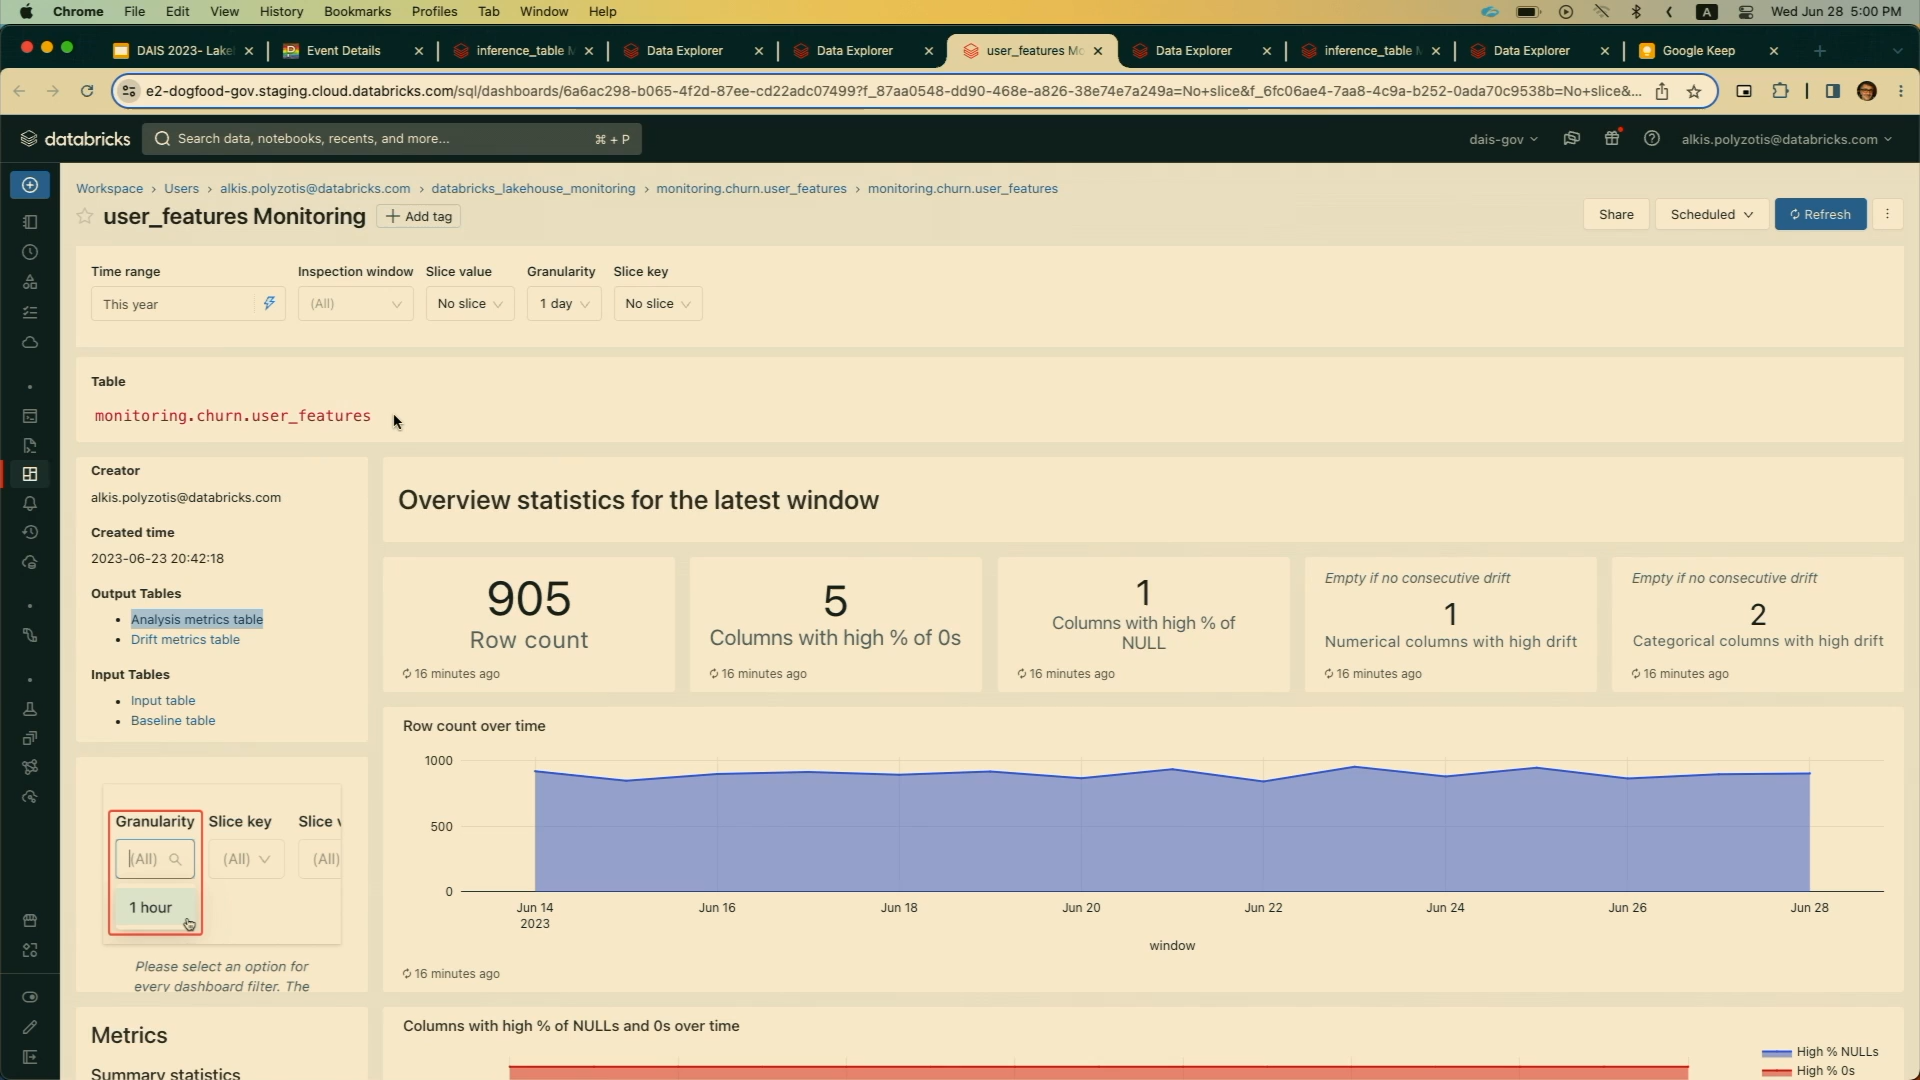 Chrome File Edit View History Bookmarks Profiles Tab Window Help
A Wed Jun 28 5:00 PM
DAIS 2023- Lake Event Details inference_table M Data Explorer Data Explorer user_features Mo Data Explorer inference_table M Data Explorer Google Keep
e2-dogfood-gov.staging.cloud.databricks.com/sql/dashboards/6a6ac298-b065-4f2d-87ee-cd22adc07499?f_87aa0548-dd90-468e-a826-38e74e7a249a=No+slice&f_6fc06ae4-7aa8-4c9a-b252-0ada70c9538b=No+slice&...
databricks Search data, notebooks, recents, and more... ⌘ + P dais-gov alkis.polyzotis@databricks.com
Workspace › Users › alkis.polyzotis@databricks.com › databricks_lakehouse_monitoring › monitoring.churn.user_features › monitoring.churn.user_features
user_features Monitoring + Add tag Share Scheduled Refresh
Time range Inspection window Slice value Granularity Slice key
This year (All) No slice 1 day No slice
Table
monitoring.churn.user_features
Creator
alkis.polyzotis@databricks.com
Created time
2023-06-23 20:42:18
Output Tables
• Analysis metrics table
• Drift metrics table
Input Tables
• Input table
• Baseline table
Overview statistics for the latest window
905
Row count
16 minutes ago
5
Columns with high % of 0s
16 minutes ago
1
Columns with high % of
NULL
16 minutes ago
Empty if no consecutive drift
1
Numerical columns with high drift
16 minutes ago
Empty if no consecutive drift
2
Categorical columns with high drift
16 minutes ago
Granularity Slice key Slice v
(All) (All) (All)
1 hour
Please select an option for
every dashboard filter. The
Row count over time
1000
500
0
Jun 14 Jun 16 Jun 18 Jun 20 Jun 22 Jun 24 Jun 26 Jun 28
2023
window
16 minutes ago
Metrics
Summary statistics
Columns with high % of NULLs and 0s over time
High % NULLs
High % 0s